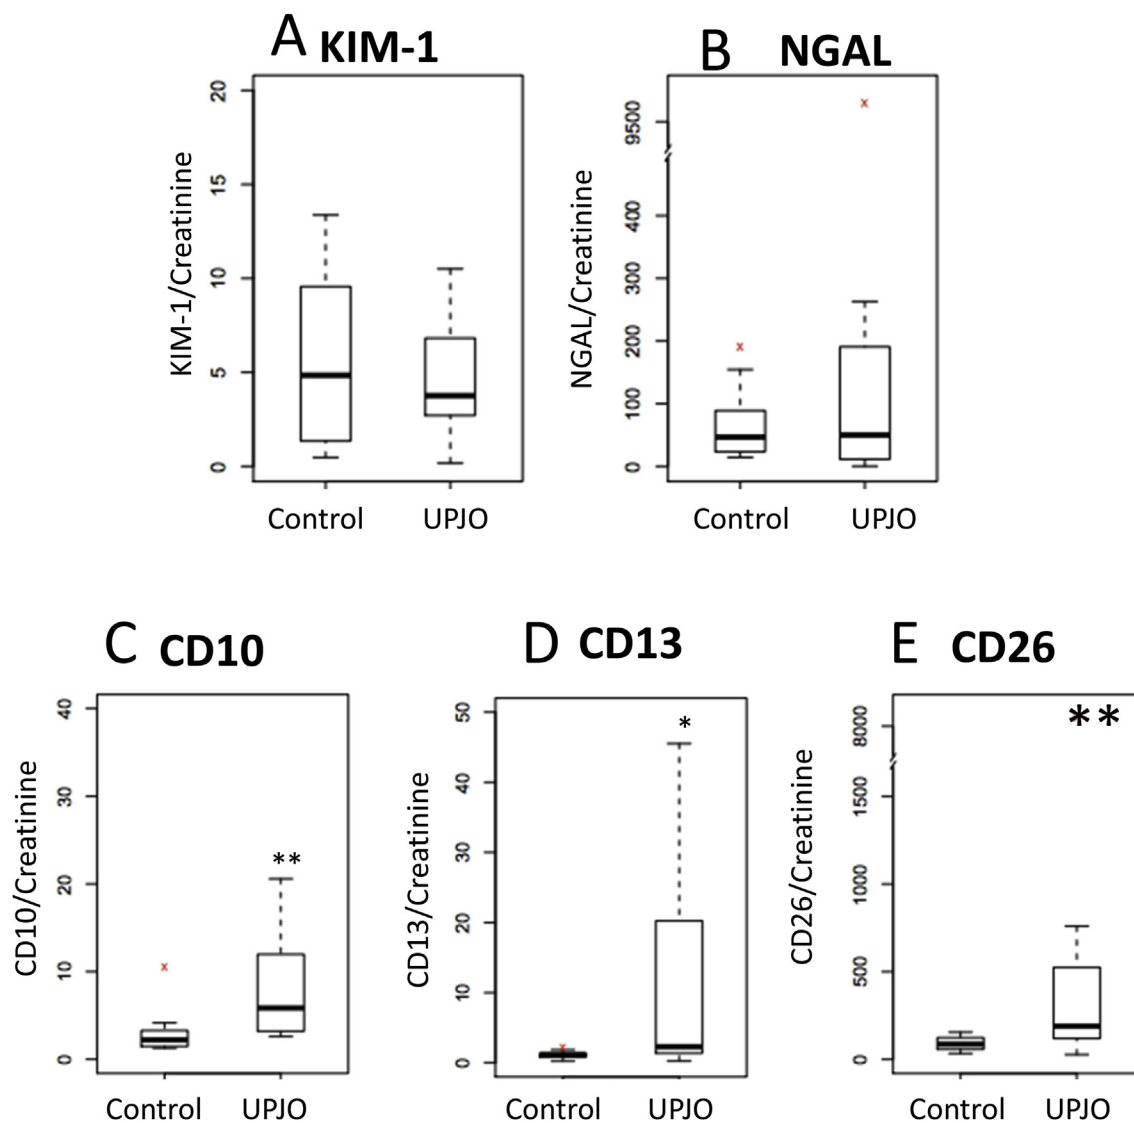 A KIM-1
KIM-1/Creatinine
20
15
10
5
0
Control UPJO
B NGAL
NGAL/Creatinine
9500
400
300
200
100
0
x
x
Control UPJO
C CD10
CD10/Creatinine
40
30
20
10
0
x
**
Control UPJO
D CD13
CD13/Creatinine
50
40
30
20
10
0
x
*
Control UPJO
E CD26
CD26/Creatinine
8000
1500
1000
500
0
**
Control UPJO